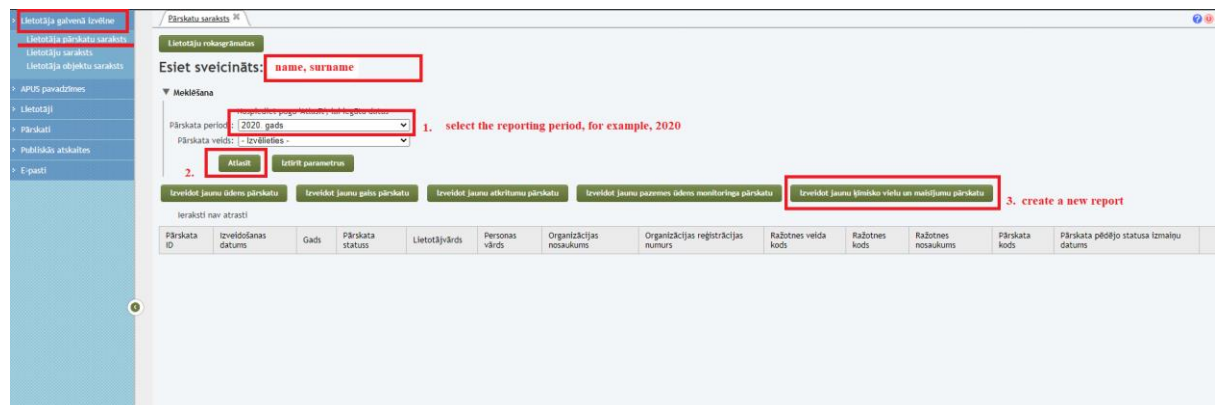 Lietotāja galvenā izvēlne
Lietotāja pārskatu saraksts
Lietotāju saraksts
Lietotāja objektu saraksts
APUS pavadzīmes
Lietotāji
Pārskati
Publiskās atskaites
E-pasti
Pārskatu saraksts
Lietotāju rokasgrāmatas
Esiet sveicināts: name, surname
Meklēšana
Pārskata periods: 2020. gads
1. select the reporting period, for example, 2020
Pārskata veids: - Izvēlieties -
2. Atlasīt Iztīrīt parametrus
Izveidot jaunu ūdens pārskatu Izveidot jaunu gaiss pārskatu Izveidot jaunu atkritumu pārskatu Izveidot jaunu pazemes ūdens monitoringa pārskatu Izveidot jaunu ķīmisko vielu un maisījumu pārskatu
3. create a new report
Ieraksti nav atrasti
Pārskata ID Izveidošanas datums Gads Pārskata statuss Lietotājvārds Personas vārds Organizācijas nosaukums Organizācijas reģistrācijas numurs Ražotnes veida kods Ražotnes kods Ražotnes nosaukums Pārskata kods Pārskata pēdējo statusa izmaiņu datums